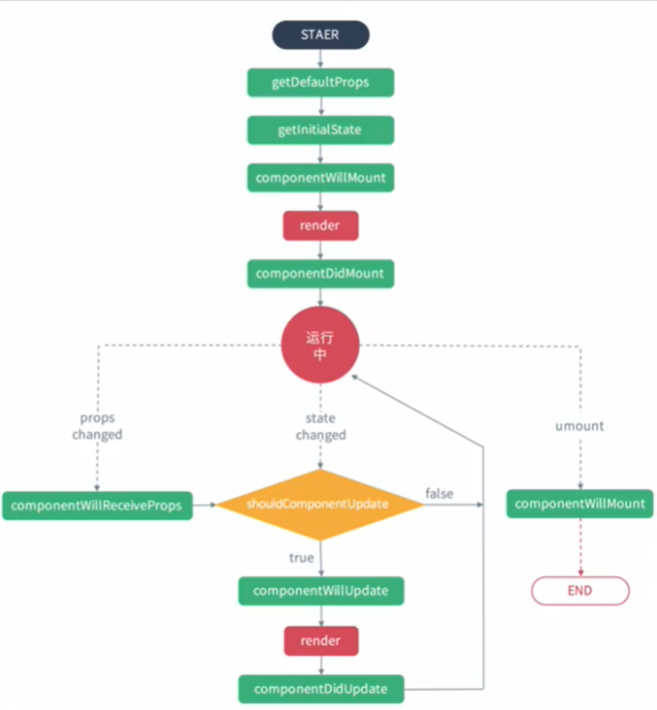 STAER
getDefaultProps
getInitialState
componentWillMount
render
componentDidMount
运行
中
props
changed
state
changed
umount
componentWillReceiveProps
shouldComponentUpdate
false
componentWillMount
true
componentWillUpdate
END
render
componentDidUpdate